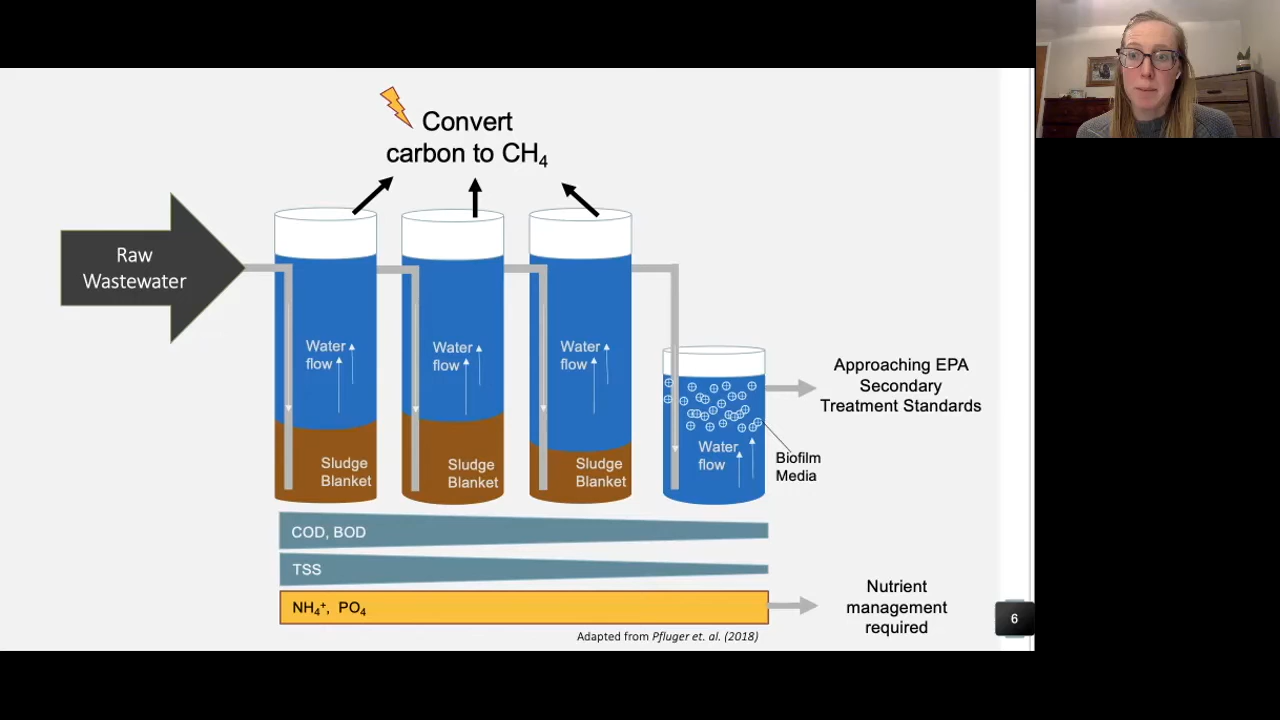 Convert
carbon to CH₄
Raw
Wastewater
Water
flow
Water
flow
Water
flow
Sludge
Blanket
Sludge
Blanket
Sludge
Blanket
Water
flow
Biofilm
Media
Approaching EPA
Secondary
Treatment Standards
COD, BOD
TSS
NH₄⁺, PO₄
Nutrient
management
required
Adapted from Pfluger et. al. (2018)
6